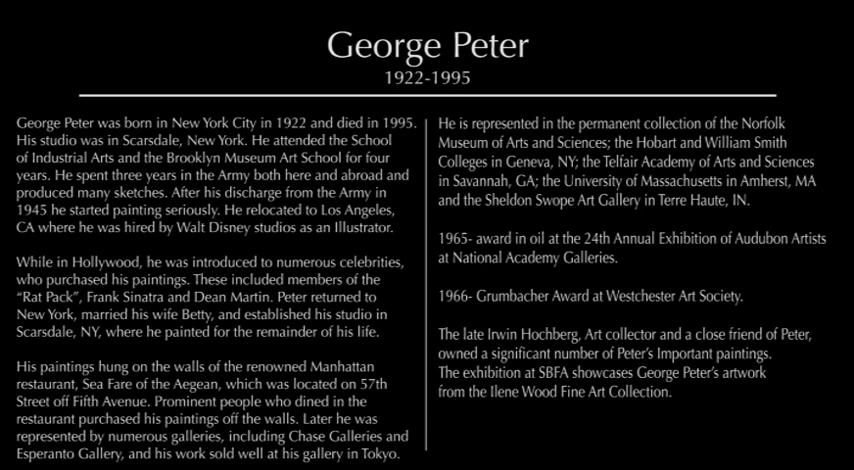 George Peter
1922-1995
George Peter was born in New York City in 1922 and died in 1995.
His studio was in Scarsdale, New York. He attended the School
of Industrial Arts and the Brooklyn Museum Art School for four
years. He spent three years in the Army both here and abroad and
produced many sketches. After his discharge from the Army in
1945 he started painting seriously. He relocated to Los Angeles,
CA where he was hired by Walt Disney studios as an Illustrator.
While in Hollywood, he was introduced to numerous celebrities,
who purchased his paintings. These included members of the
“Rat Pack”, Frank Sinatra and Dean Martin. Peter returned to
New York, married his wife Betty, and established his studio in
Scarsdale, NY, where he painted for the remainder of his life.
His paintings hung on the walls of the renowned Manhattan
restaurant, Sea Fare of the Aegean, which was located on 57th
Street off Fifth Avenue. Prominent people who dined in the
restaurant purchased his paintings off the walls. Later he was
represented by numerous galleries, including Chase Galleries and
Esperanto Gallery, and his work sold well at his gallery in Tokyo.
He is represented in the permanent collection of the Norfolk
Museum of Arts and Sciences; the Hobart and William Smith
Colleges in Geneva, NY; the Telfair Academy of Arts and Sciences
in Savannah, GA; the University of Massachusetts in Amherst, MA
and the Sheldon Swope Art Gallery in Terre Haute, IN.
1965- award in oil at the 24th Annual Exhibition of Audubon Artists
at National Academy Galleries.
1966- Grumbacher Award at Westchester Art Society.
The late Irwin Hochberg, Art collector and a close friend of Peter,
owned a significant number of Peter’s Important paintings.
The exhibition at SBFA showcases George Peter’s artwork
from the Ilene Wood Fine Art Collection.